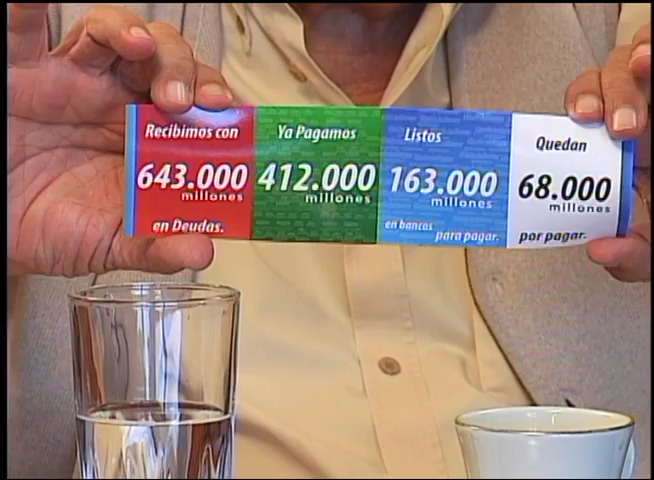 Recibimos con
643.000
millones
en Deudas.
Ya Pagamos
412.000
millones
Listos
163.000
millones
en bancos
para pagar.
Quedan
68.000
millones
por pagar.